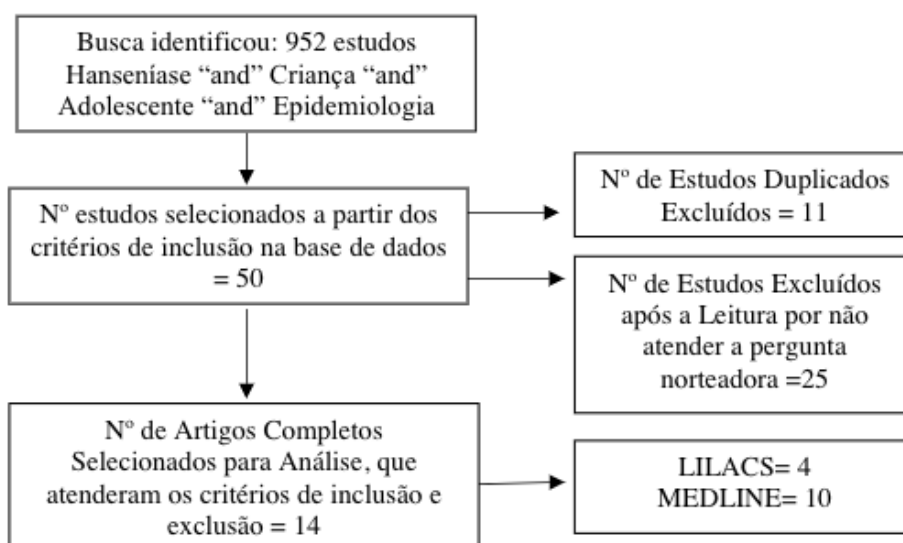 Busca identificou: 952 estudos
Hanseníase “and” Criança “and”
Adolescente “and” Epidemiologia
Nº estudos selecionados a partir dos
critérios de inclusão na base de dados
= 50
Nº de Estudos Duplicados
Excluídos = 11
Nº de Estudos Excluídos
após a Leitura por não
atender a pergunta
norteadora =25
Nº de Artigos Completos
Selecionados para Análise, que
atenderam os critérios de inclusão e
exclusão = 14
LILACS= 4
MEDLINE= 10